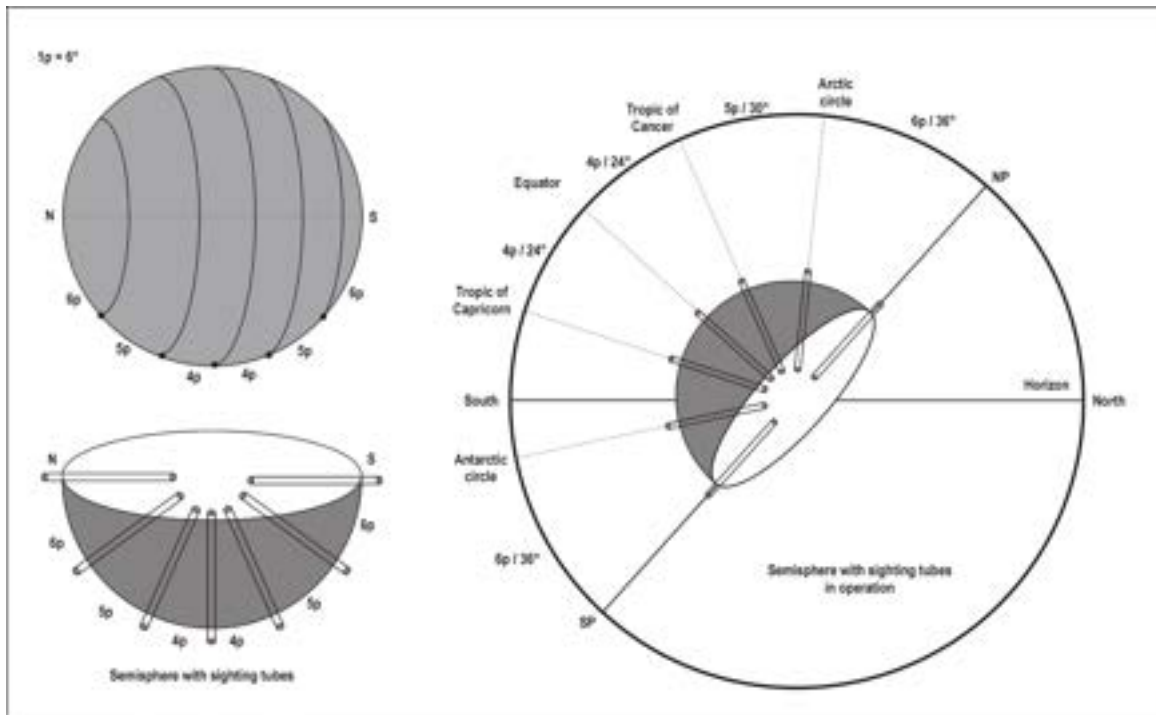 1p = 6°
N
S
6p
5p
4p
4p
5p
6p
N
S
6p
5p
4p
4p
5p
6p
Semisphere with sighting tubes
Arctic
circle
Tropic of
Cancer
5p / 30°
6p / 36°
4p / 24°
Equator
NP
4p / 24°
Tropic of
Capricorn
South
Horizon
North
Antarctic
circle
6p / 36°
SP
Semisphere with sighting tubes
in operation